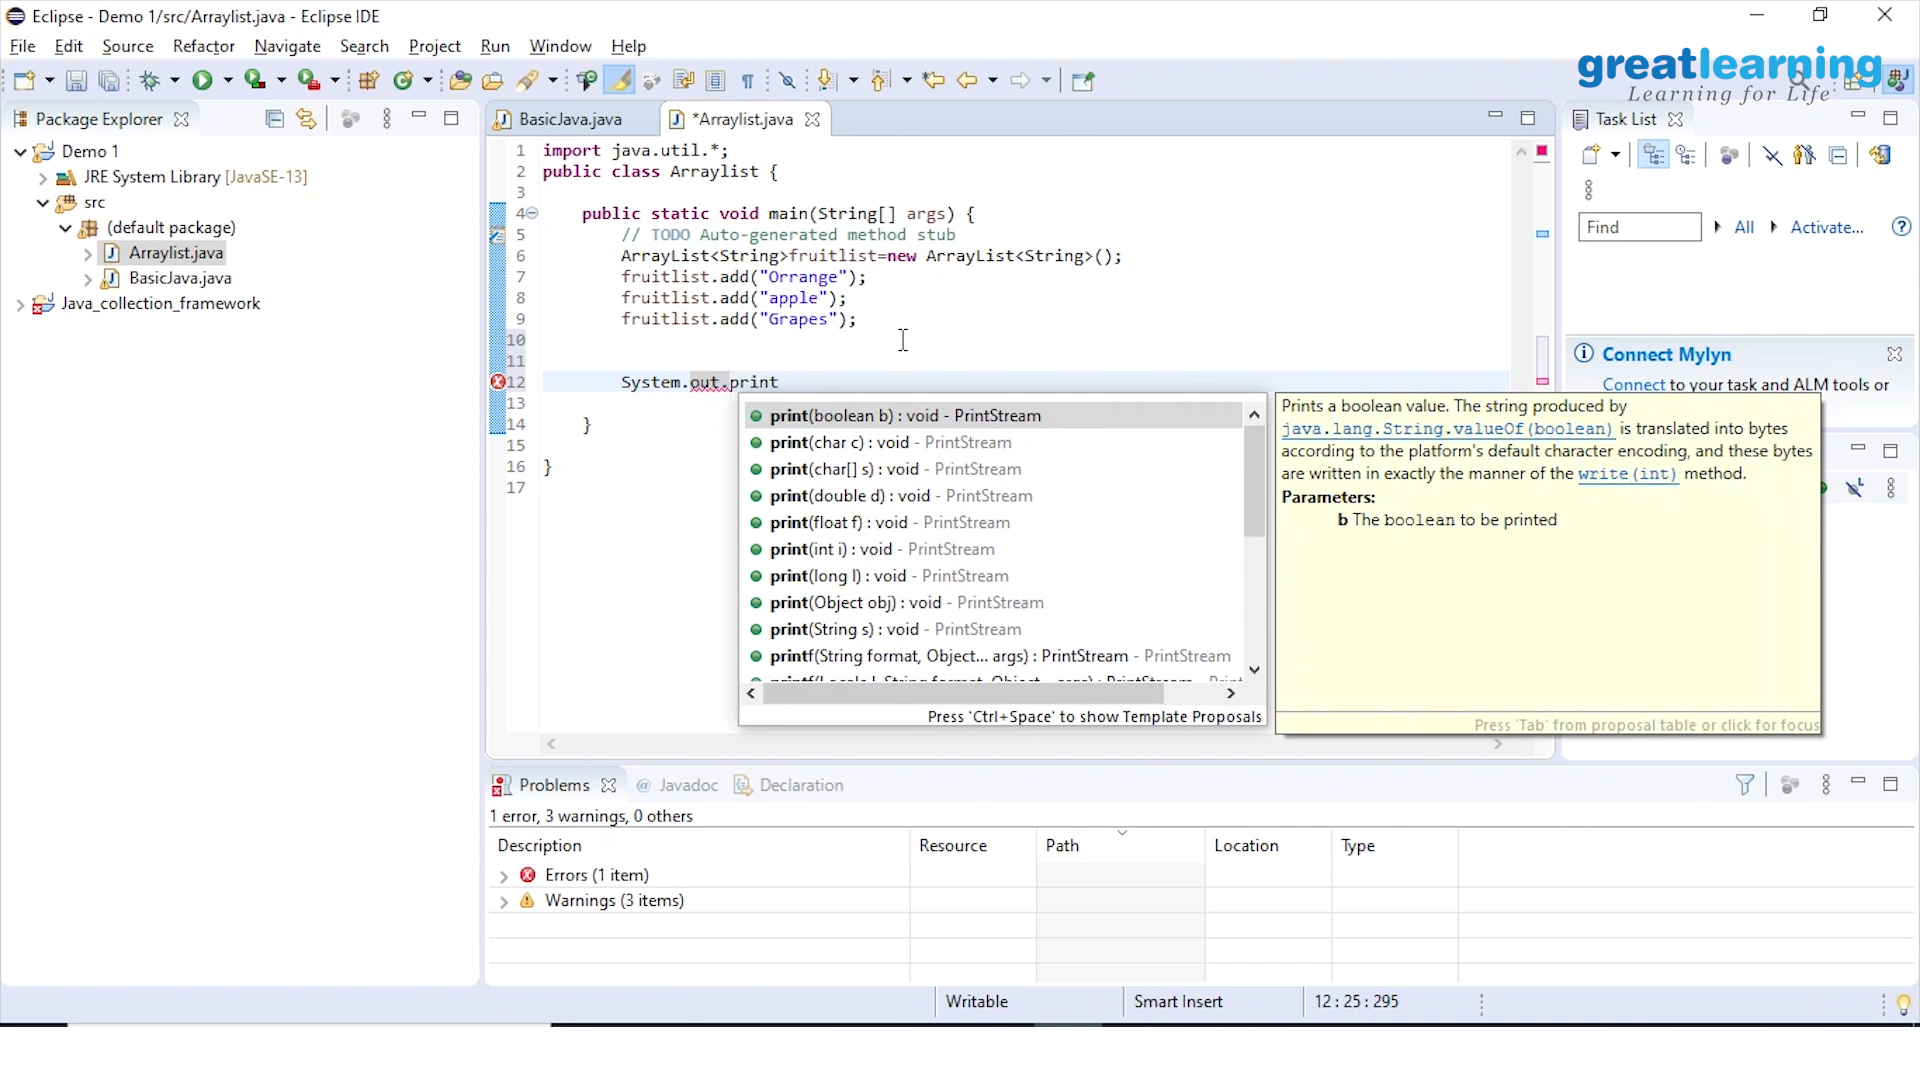 Eclipse - Demo 1/src/Arraylist.java - Eclipse IDE
File Edit Source Refactor Navigate Search Project Run Window Help
greatlearning
Learning for Life
Package Explorer
Demo 1
JRE System Library [JavaSE-13]
src
(default package)
Arraylist.java
BasicJava.java
Java_collection_framework
BasicJava.java *Arraylist.java
1 import java.util.*;
2 public class Arraylist {
3
4 public static void main(String[] args) {
5 // TODO Auto-generated method stub
6 ArrayList<String>fruitlist=new ArrayList<String>();
7 fruitlist.add("Orrange");
8 fruitlist.add("apple");
9 fruitlist.add("Grapes");
10
11
12 System.out.print
13
14 }
15
16 }
17
print(boolean b) : void - PrintStream
print(char c) : void - PrintStream
print(char[] s) : void - PrintStream
print(double d) : void - PrintStream
print(float f) : void - PrintStream
print(int i) : void - PrintStream
print(long l) : void - PrintStream
print(Object obj) : void - PrintStream
print(String s) : void - PrintStream
printf(String format, Object... args) : PrintStream - PrintStream
Press 'Ctrl+Space' to show Template Proposals
Prints a boolean value. The string produced by
java.lang.String.valueOf(boolean) is translated into bytes
according to the platform's default character encoding, and these bytes
are written in exactly the manner of the write(int) method.
Parameters:
b The boolean to be printed
Press 'Tab' from proposal table or click for focus
Task List
Find All Activate...
Connect Mylyn
Connect to your task and ALM tools or
Problems Javadoc Declaration
1 error, 3 warnings, 0 others
Description Resource Path Location Type
Errors (1 item)
Warnings (3 items)
Writable Smart Insert 12 : 25 : 295